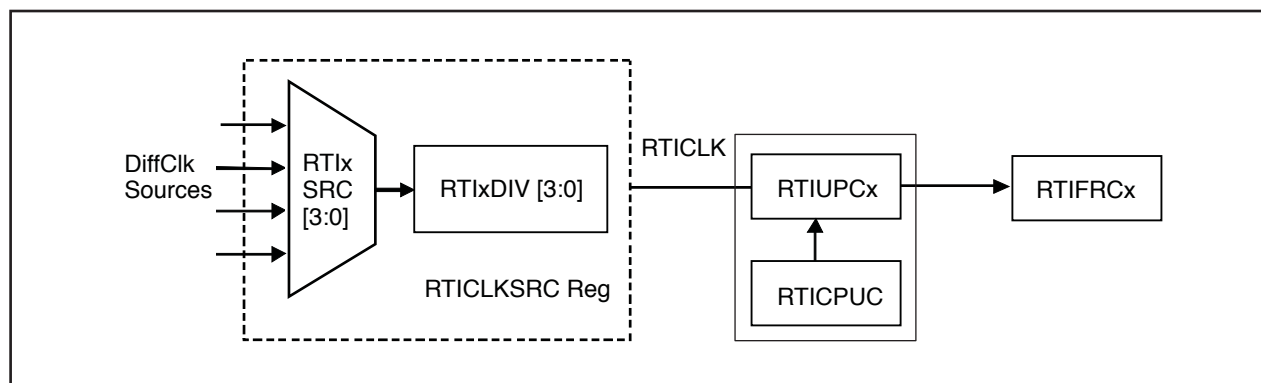 DiffClk
Sources
RTIx
SRC
[3:0]
RTIxDIV [3:0]
RTICLKSRC Reg
RTICLK
RTIUPCx
RTICPUC
RTIFRCx